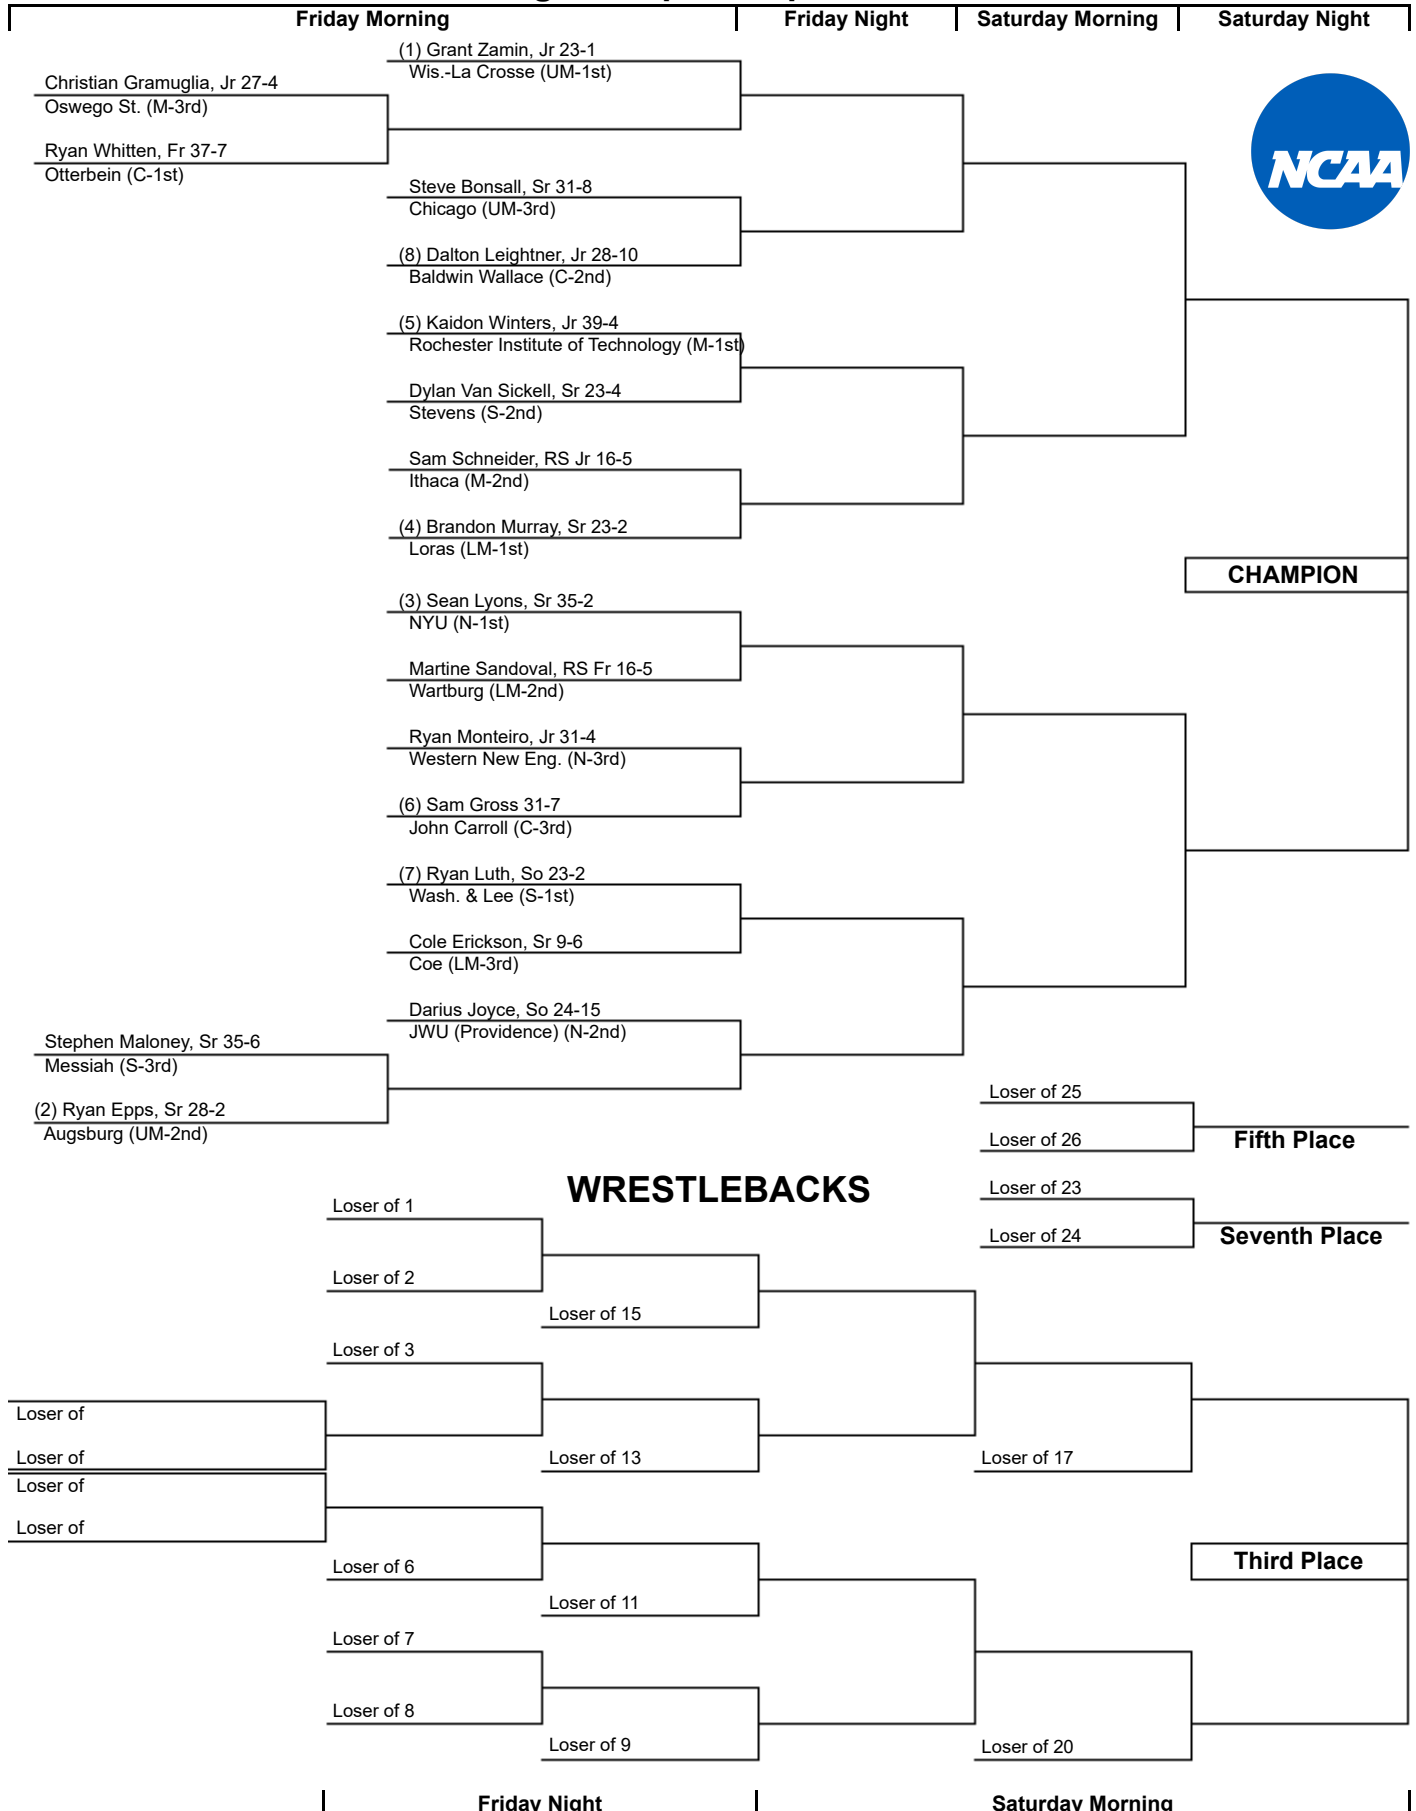 Friday Morning
Friday Night
Saturday Morning
Saturday Night
(1) Grant Zamin, Jr 23-1
Wis.-La Crosse (UM-1st)
Christian Gramuglia, Jr 27-4
Oswego St. (M-3rd)
Ryan Whitten, Fr 37-7
Otterbein (C-1st)
NCAA
Steve Bonsall, Sr 31-8
Chicago (UM-3rd)
(8) Dalton Leightner, Jr 28-10
Baldwin Wallace (C-2nd)
(5) Kaidon Winters, Jr 39-4
Rochester Institute of Technology (M-1st)
Dylan Van Sickell, Sr 23-4
Stevens (S-2nd)
Sam Schneider, RS Jr 16-5
Ithaca (M-2nd)
(4) Brandon Murray, Sr 23-2
Loras (LM-1st)
CHAMPION
(3) Sean Lyons, Sr 35-2
NYU (N-1st)
Martine Sandoval, RS Fr 16-5
Wartburg (LM-2nd)
Ryan Monteiro, Jr 31-4
Western New Eng. (N-3rd)
(6) Sam Gross 31-7
John Carroll (C-3rd)
(7) Ryan Luth, So 23-2
Wash. & Lee (S-1st)
Cole Erickson, Sr 9-6
Coe (LM-3rd)
Darius Joyce, So 24-15
JWU (Providence) (N-2nd)
Stephen Maloney, Sr 35-6
Messiah (S-3rd)
(2) Ryan Epps, Sr 28-2
Augsburg (UM-2nd)
Loser of 25
Loser of 26
Fifth Place
WRESTLEBACKS
Loser of 23
Loser of 24
Seventh Place
Loser of 1
Loser of 2
Loser of 15
Loser of 3
Loser of
Loser of
Loser of 13
Loser of 17
Loser of
Loser of
Loser of 6
Third Place
Loser of 11
Loser of 7
Loser of 8
Loser of 9
Loser of 20
Friday Night
Saturday Morning